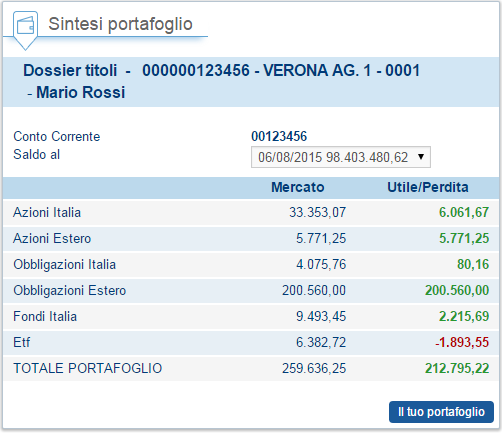 Sintesi portafoglio
Dossier titoli - 000000123456 - VERONA AG. 1 - 0001
- Mario Rossi
Conto Corrente 00123456
Saldo al 06/08/2015 98.403.480,62
Mercato Utile/Perdita
Azioni Italia 33.353,07 6.061,67
Azioni Estero 5.771,25 5.771,25
Obbligazioni Italia 4.075,76 80,16
Obbligazioni Estero 200.560,00 200.560,00
Fondi Italia 9.493,45 2.215,69
Etf 6.382,72 -1.893,55
TOTALE PORTAFOGLIO 259.636,25 212.795,22
Il tuo portafoglio